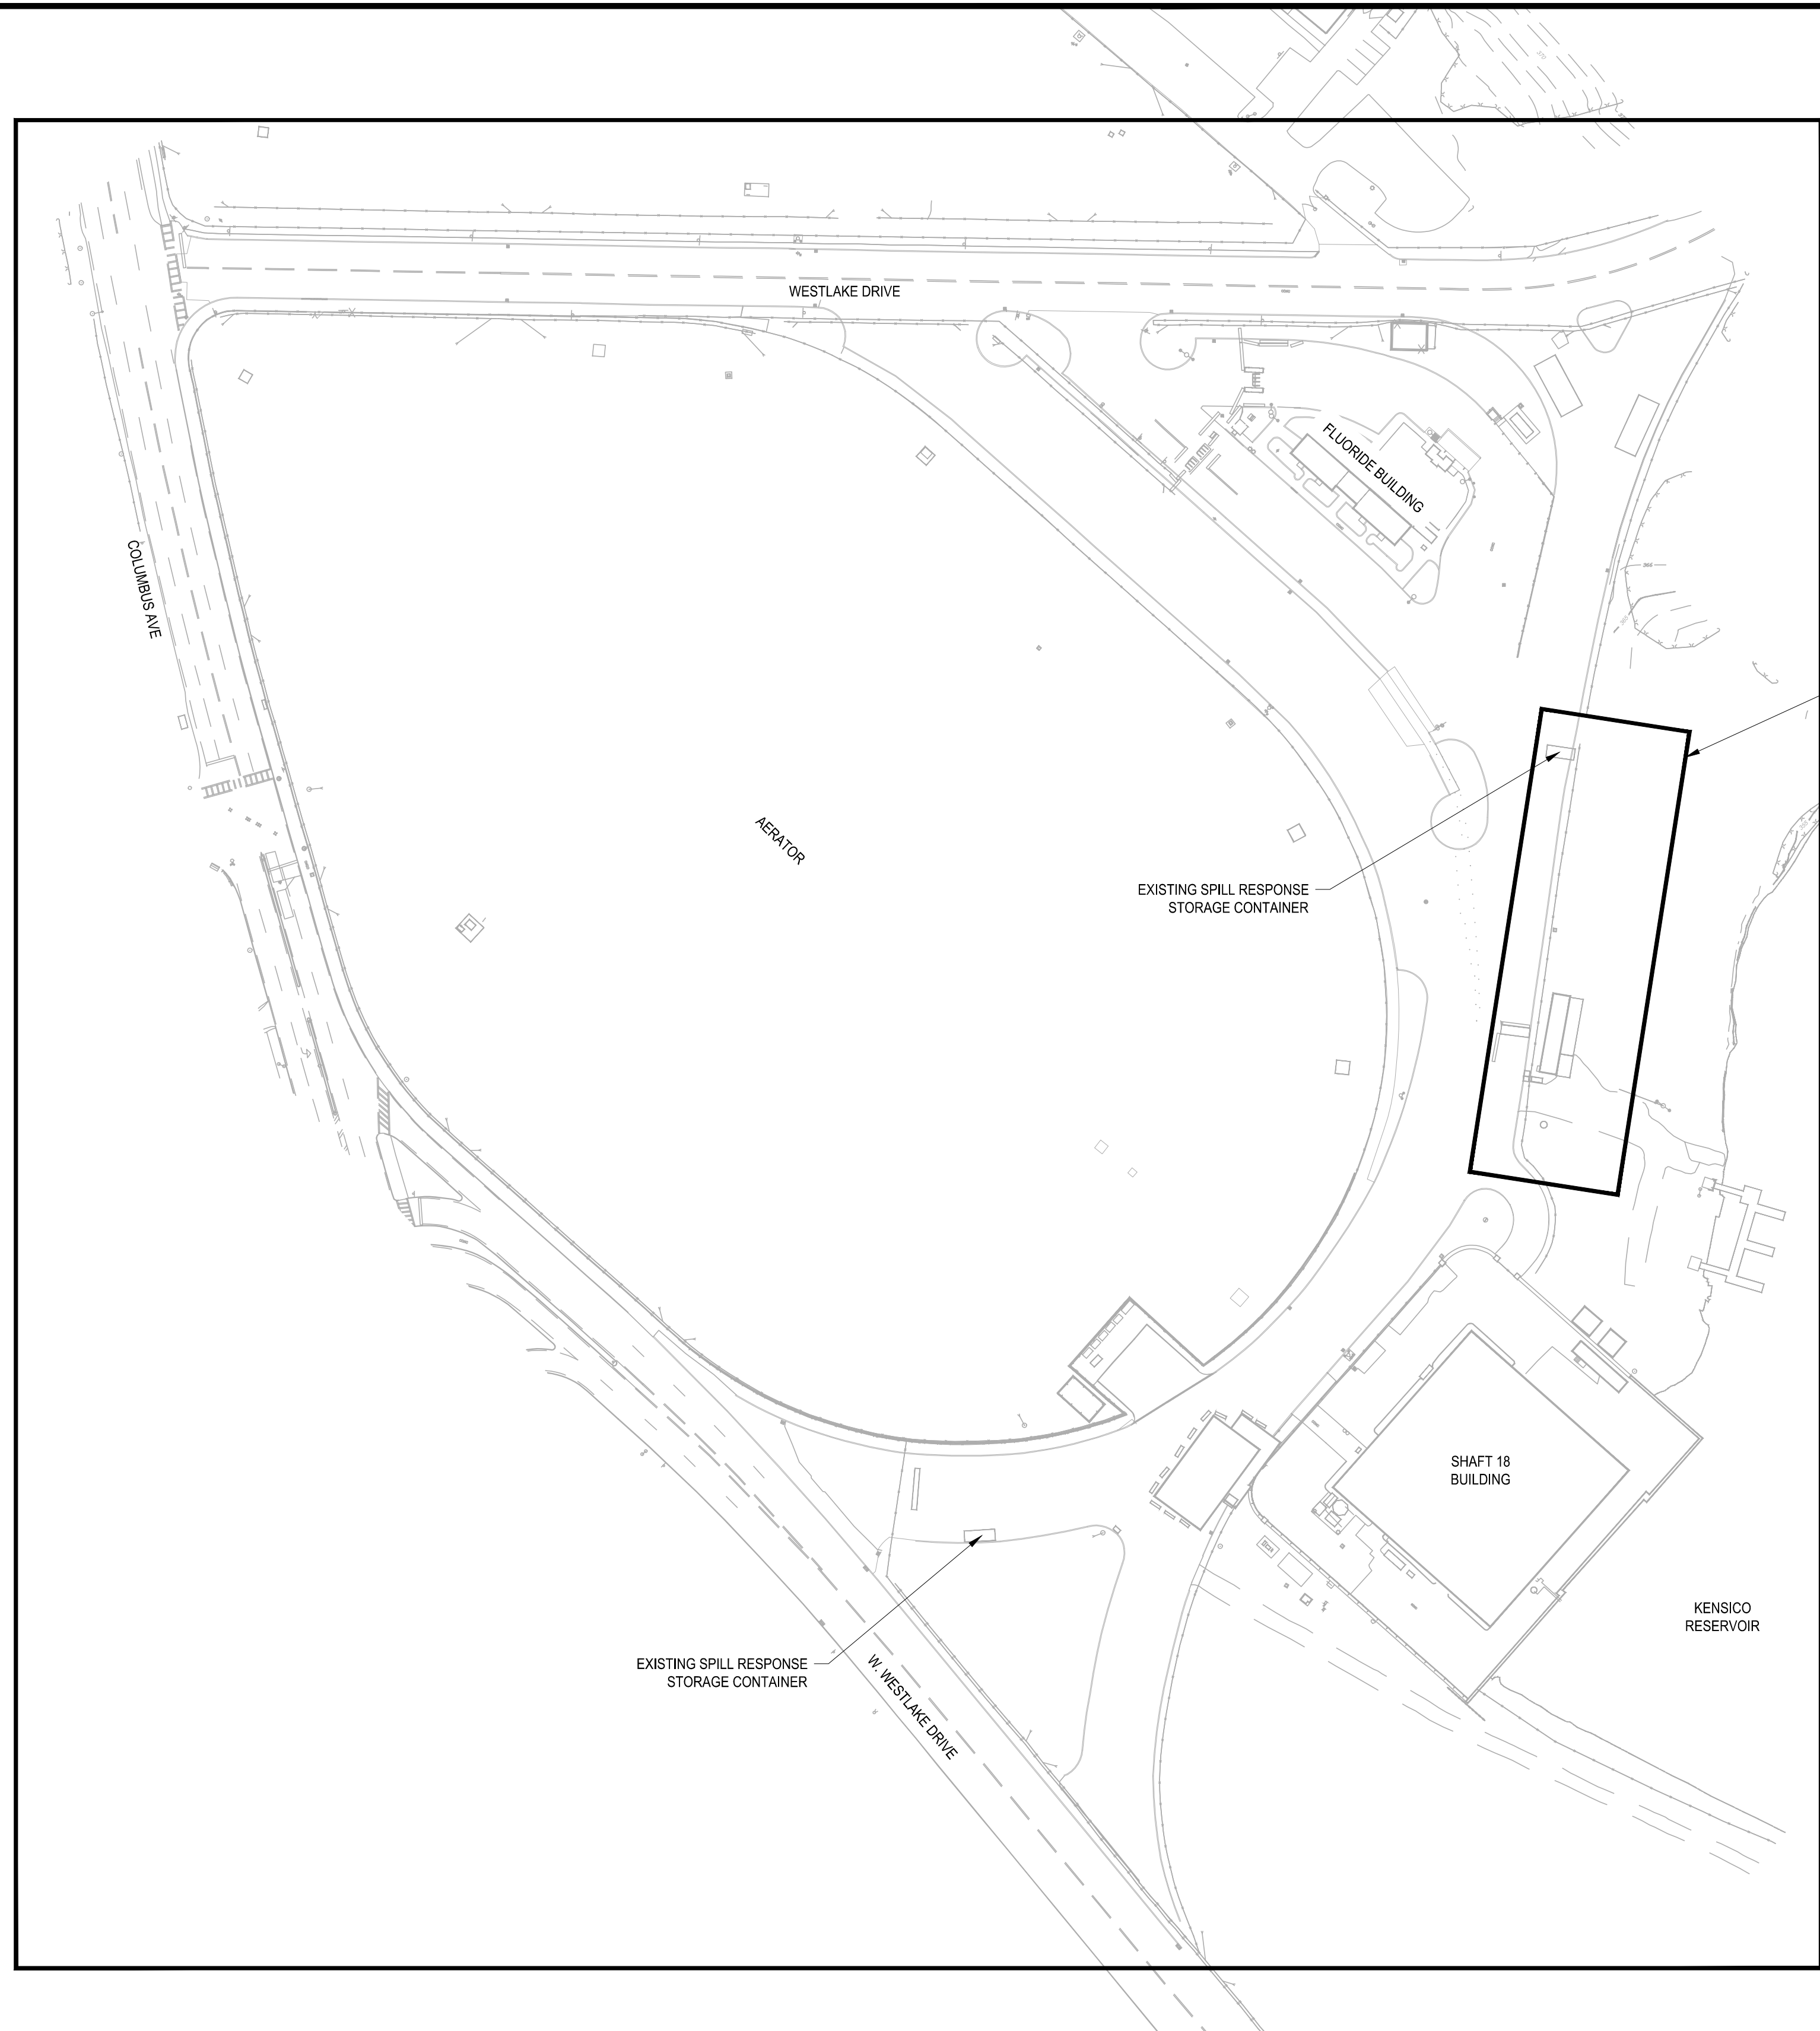 WESTLAKE DRIVE
FLUORIDE BUILDING
COLUMBUS AVE
AERATOR
EXISTING SPILL RESPONSE
STORAGE CONTAINER
SHAFT 18
BUILDING
KENSICO
RESERVOIR
EXISTING SPILL RESPONSE
STORAGE CONTAINER
W. WESTLAKE DRIVE